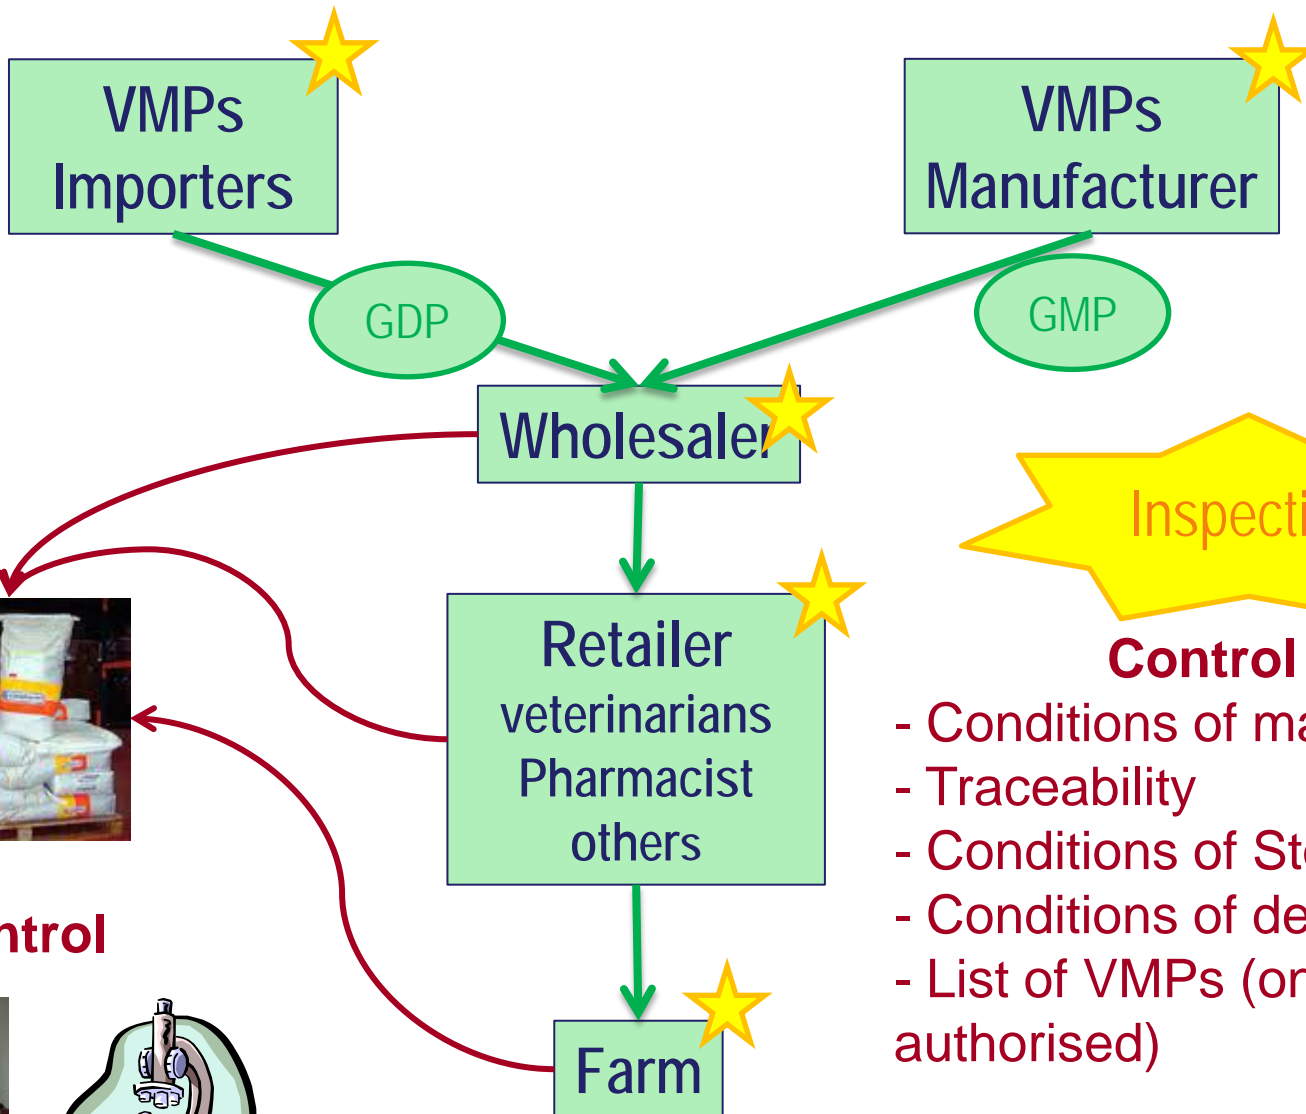 VMPs
Importers
VMPs
Manufacturer
GDP
GMP
Wholesaler
Retailer
veterinarians
Pharmacist
others
Farm
Control
- Conditions of
- Traceability
- Conditions of
- Conditions of
- List of VMPs
authorised)